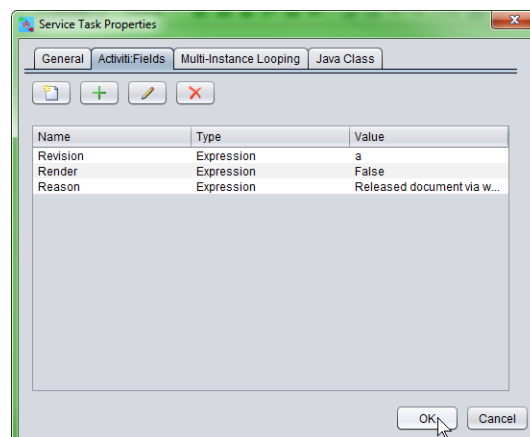 Service Task Properties
General Activiti:Fields Multi-Instance Looping Java Class
Name Type Value
Revision Expression a
Render Expression False
Reason Expression Released document via w...
OK Cancel